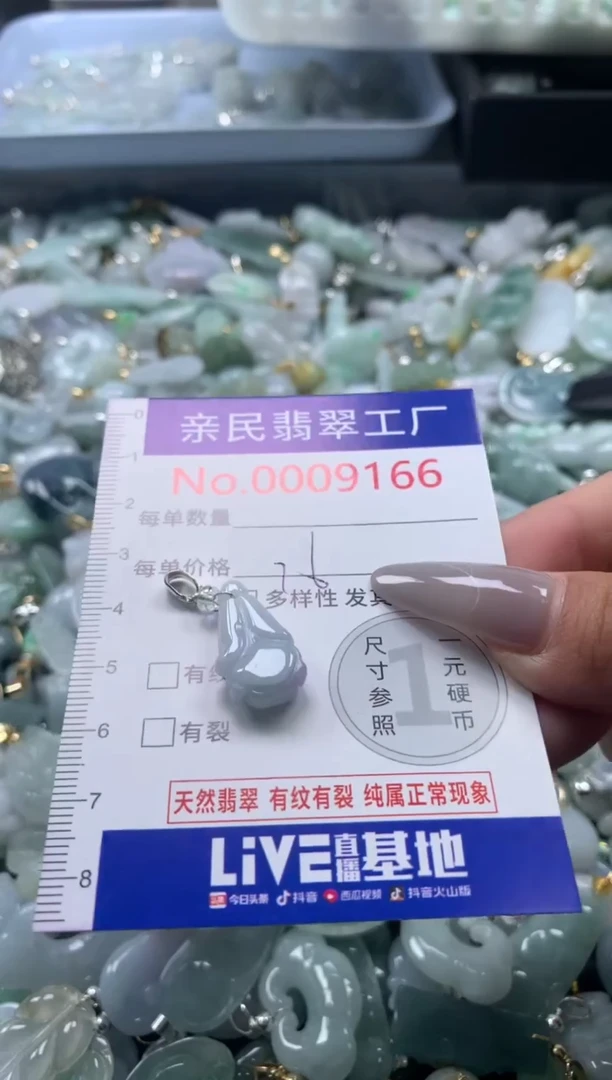 0
亲民翡翠工厂
1
No.0009166
2
每单数量
3
每单价格
4
多样性 发
尺寸参照
一元硬币
1
5
有纹
6
有裂
7
天然翡翠 有纹有裂 纯属正常现象
8
LiVE直播基地
今日头条 抖音 西瓜视频 抖音火山版